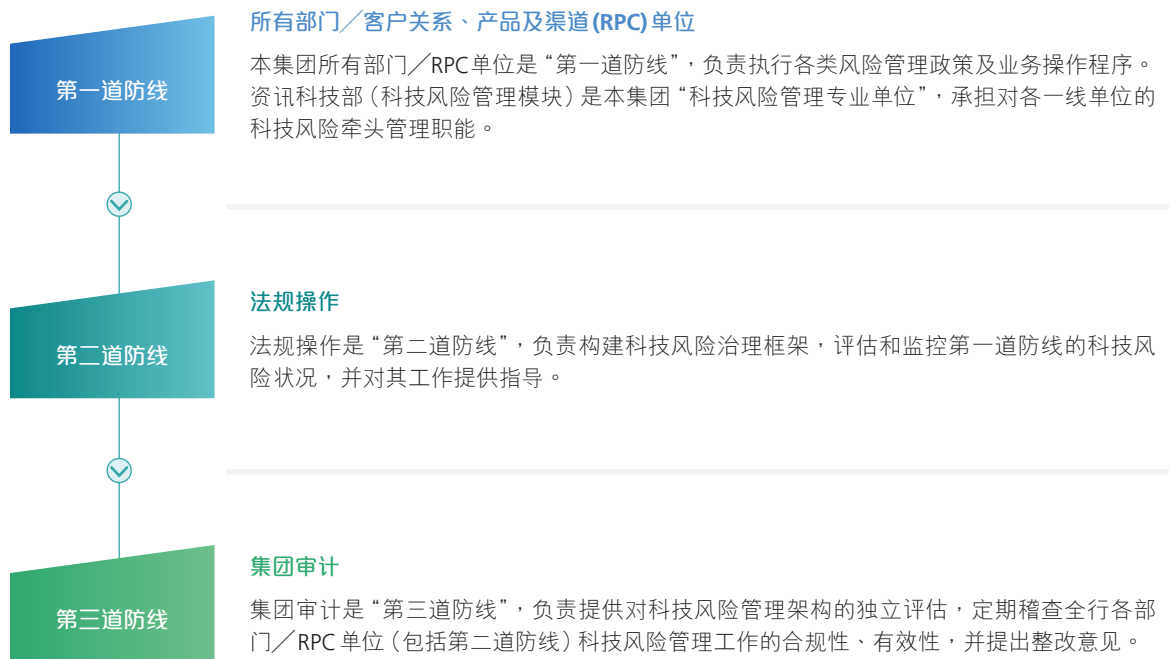 所有部门／客户关系、产品及渠道(RPC)单位
第一道防线
本集团所有部门／RPC单位是“第一道防线”，负责执行各类风险管理政策及业务操作程序。
资讯科技部（科技风险管理模块）是本集团“科技风险管理专业单位”，承担对各一线单位的
科技风险牵头管理职能。
法规操作
第二道防线
法规操作是“第二道防线”，负责构建科技风险治理框架，评估和监控第一道防线的科技风
险状况，并对其工作提供指导。
集团审计
第三道防线
集团审计是“第三道防线”，负责提供对科技风险管理架构的独立评估，定期稽查全行各部
门／RPC单位（包括第二道防线）科技风险管理工作的合规性、有效性，并提出整改意见。